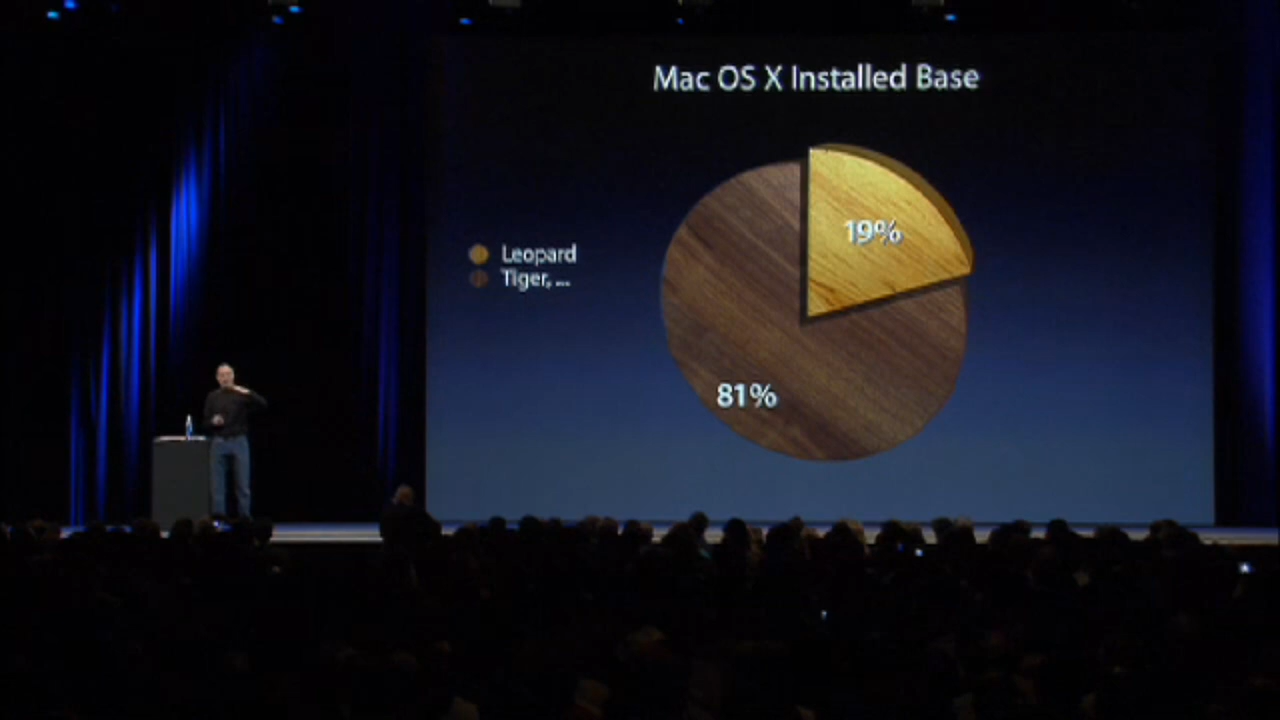 Mac OS X Installed Base
19%
Leopard
Tiger, ...
81%